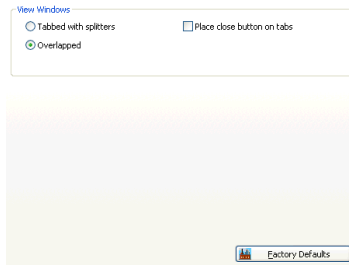 View Windows
Tabbed with splitters
Place close button on tabs
Overlapped
Factory Defaults